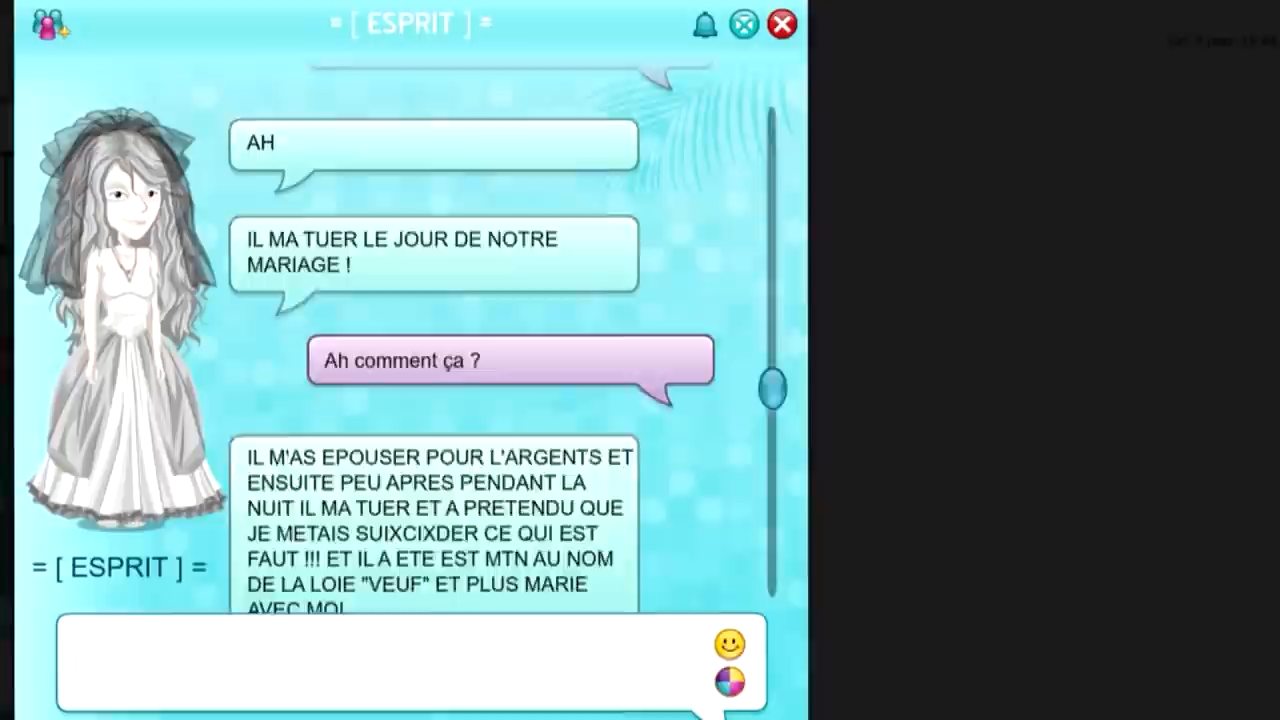 = [ ESPRIT ] =
AH
IL MA TUER LE JOUR DE NOTRE
MARIAGE !
Ah comment ça ?
IL M'AS EPOUSER POUR L'ARGENTS ET
ENSUITE PEU APRES PENDANT LA
NUIT IL MA TUER ET A PRETENDU QUE
JE METAIS SUIXCIXDER CE QUI EST
FAUT !!! ET IL A ETE EST MTN AU NOM
DE LA LOIE "VEUF" ET PLUS MARIE
AVEC MOI
= [ ESPRIT ] =